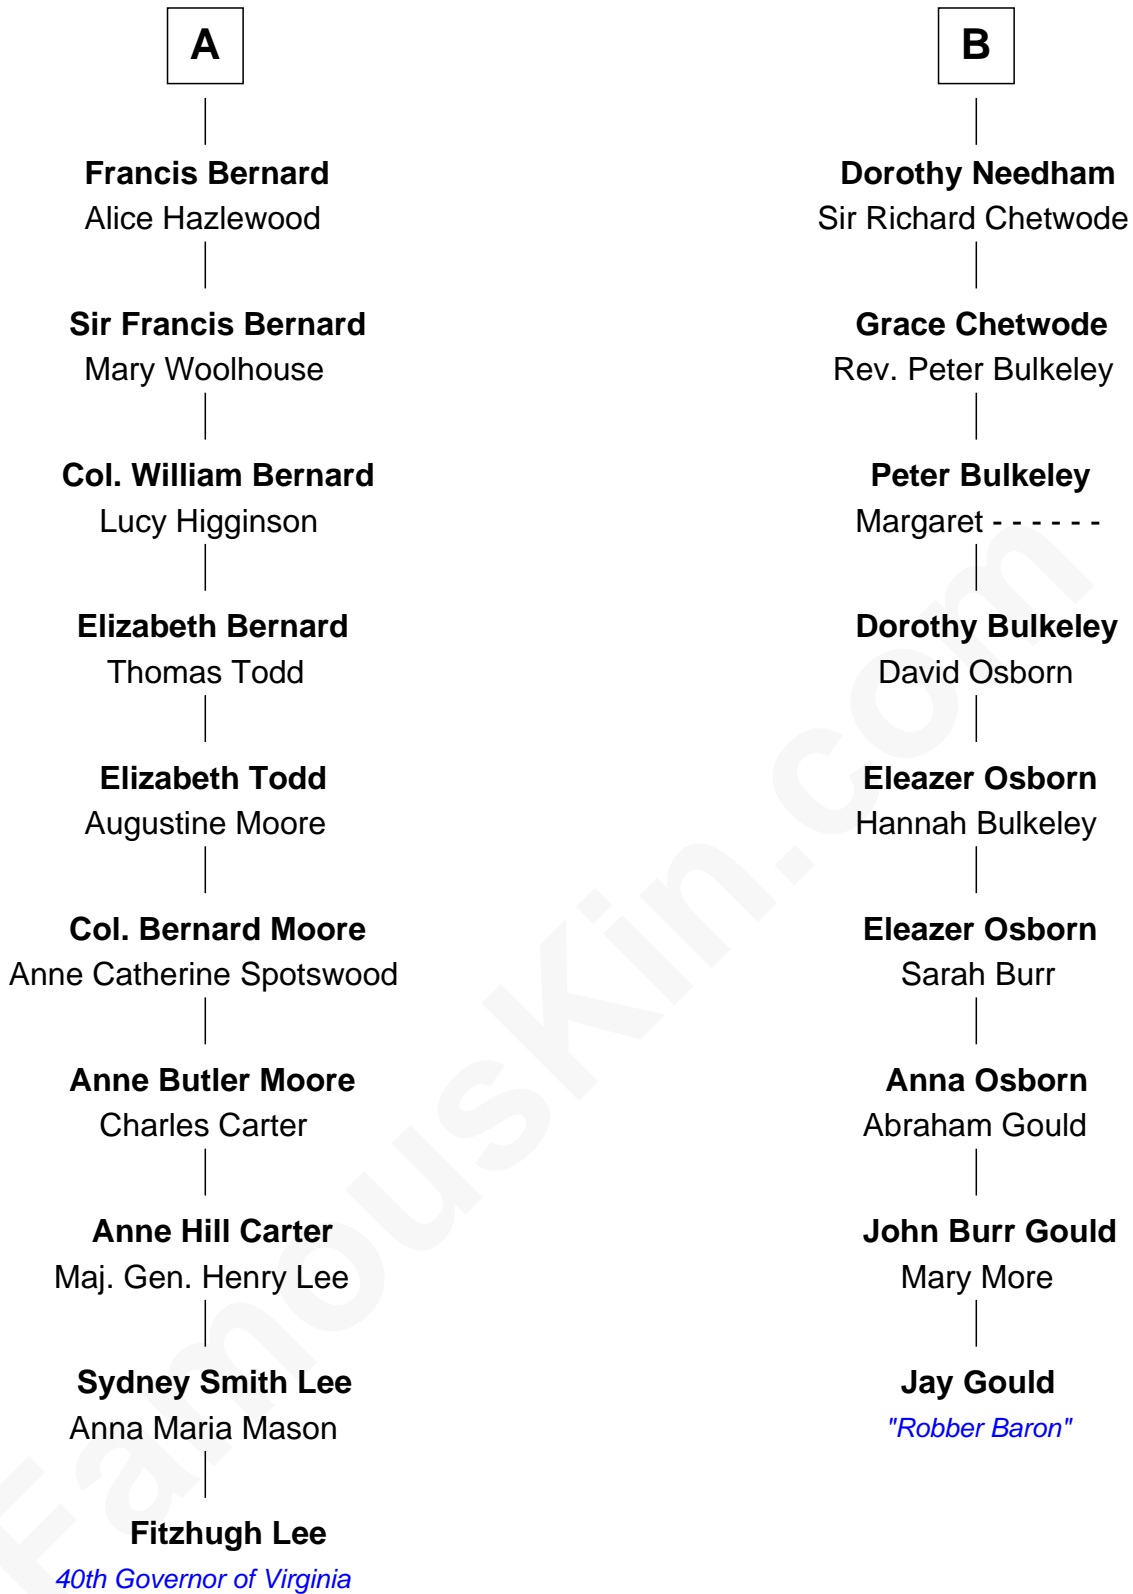 A
Francis Bernard
Alice Hazlewood
Sir Francis Bernard
Mary Woolhouse
Col. William Bernard
Lucy Higginson
Elizabeth Bernard
Thomas Todd
Elizabeth Todd
Augustine Moore
Col. Bernard Moore
Anne Catherine Spotswood
Anne Butler Moore
Charles Carter
Anne Hill Carter
Maj. Gen. Henry Lee
Sydney Smith Lee
Anna Maria Mason
Fitzhugh Lee
40th Governor of Virginia
B
Dorothy Needham
Sir Richard Chetwode
Grace Chetwode
Rev. Peter Bulkeley
Peter Bulkeley
Margaret - - - - - -
Dorothy Bulkeley
David Osborn
Eleazer Osborn
Hannah Bulkeley
Eleazer Osborn
Sarah Burr
Anna Osborn
Abraham Gould
John Burr Gould
Mary More
Jay Gould
"Robber Baron"
FamousKin.com